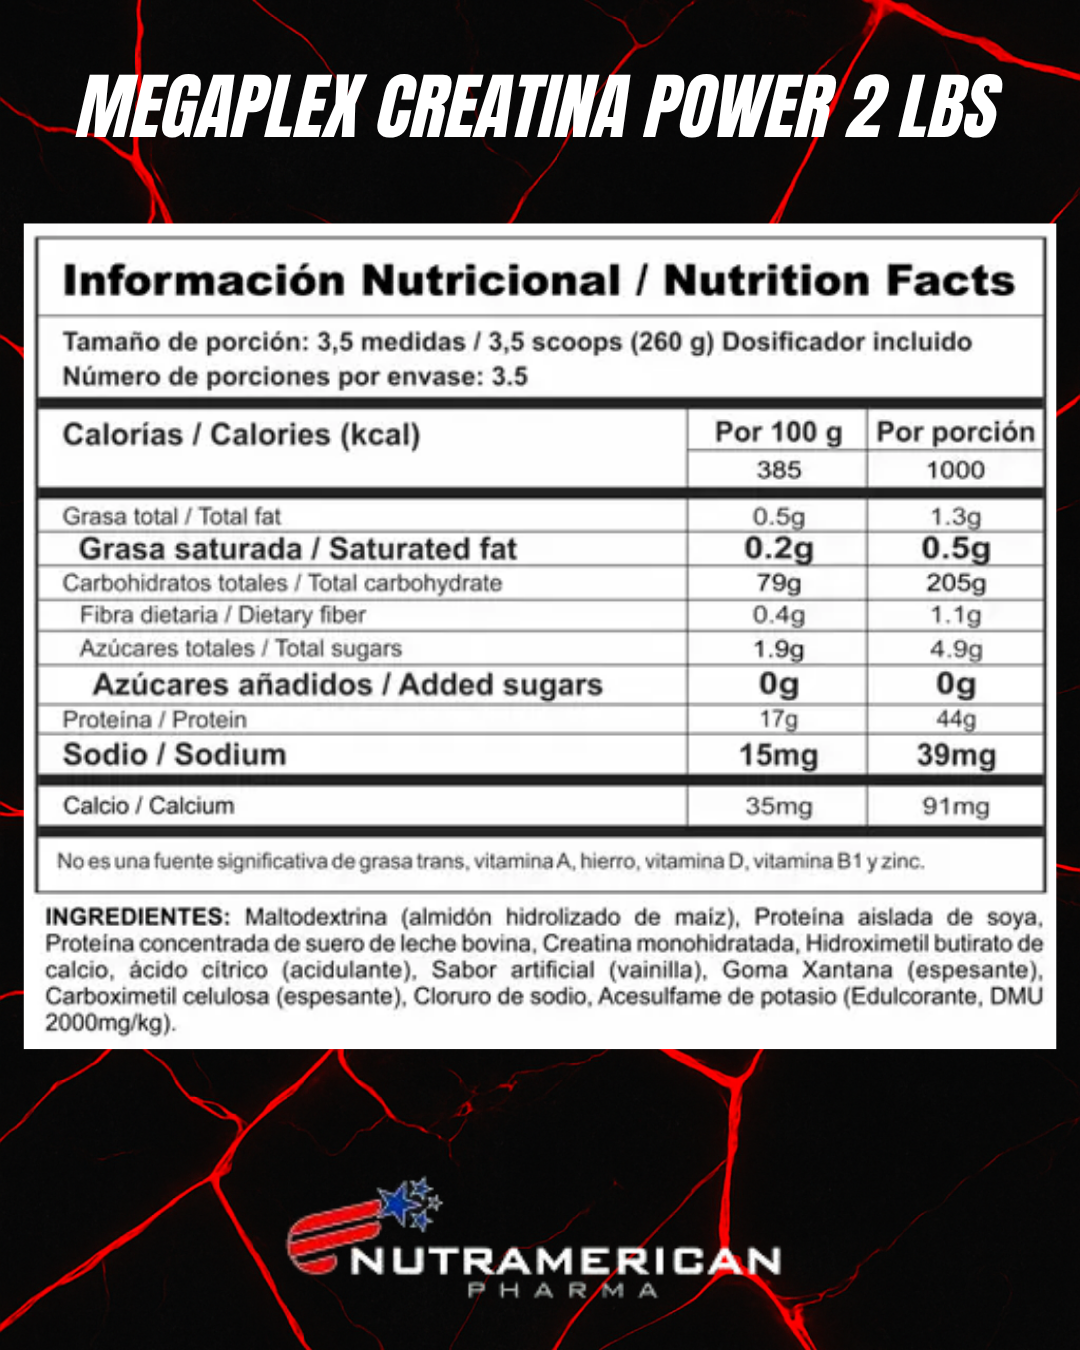 MEGAPLEX CREATINA POWER 2 LBS
Información Nutricional / Nutrition Facts
Tamaño de porción: 3,5 medidas / 3,5 scoops (260 g) Dosificador incluido
Número de porciones por envase: 3.5
Calorías / Calories (kcal) Por 100 g Por porción
385 1000
Grasa total / Total fat 0.5g 1.3g
Grasa saturada / Saturated fat 0.2g 0.5g
Carbohidratos totales / Total carbohydrate 79g 205g
Fibra dietaria / Dietary fiber 0.4g 1.1g
Azúcares totales / Total sugars 1.9g 4.9g
Azúcares añadidos / Added sugars 0g 0g
Proteína / Protein 17g 44g
Sodio / Sodium 15mg 39mg
Calcio / Calcium 35mg 91mg
No es una fuente significativa de grasa trans, vitamina A, hierro, vitamina D, vitamina B1 y zinc.
INGREDIENTES: Maltodextrina (almidón hidrolizado de maíz), Proteína aislada de soya,
Proteína concentrada de suero de leche bovina, Creatina monohidratada, Hidroximetil butirato de
calcio, ácido cítrico (acidulante), Sabor artificial (vainilla), Goma Xantana (espesante),
Carboximetil celulosa (espesante), Cloruro de sodio, Acesulfame de potasio (Edulcorante, DMU
2000mg/kg).
NUTRAMERICAN
PHARMA